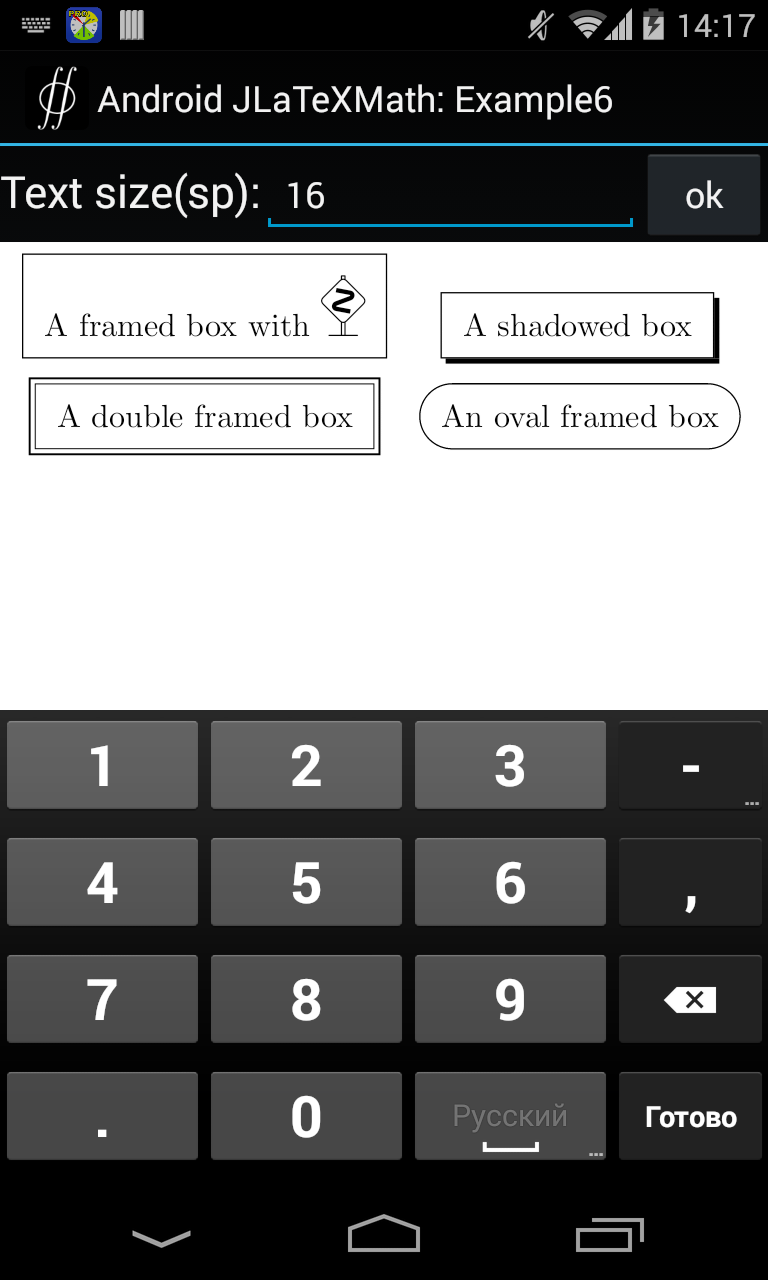 14:17
Android JLaTeXMath: Example6
Text size(sp): 16 ok
A framed box with A shadowed box
A double framed box An oval framed box
1 2 3 -
4 5 6 ,
7 8 9
. 0 Русский Готово